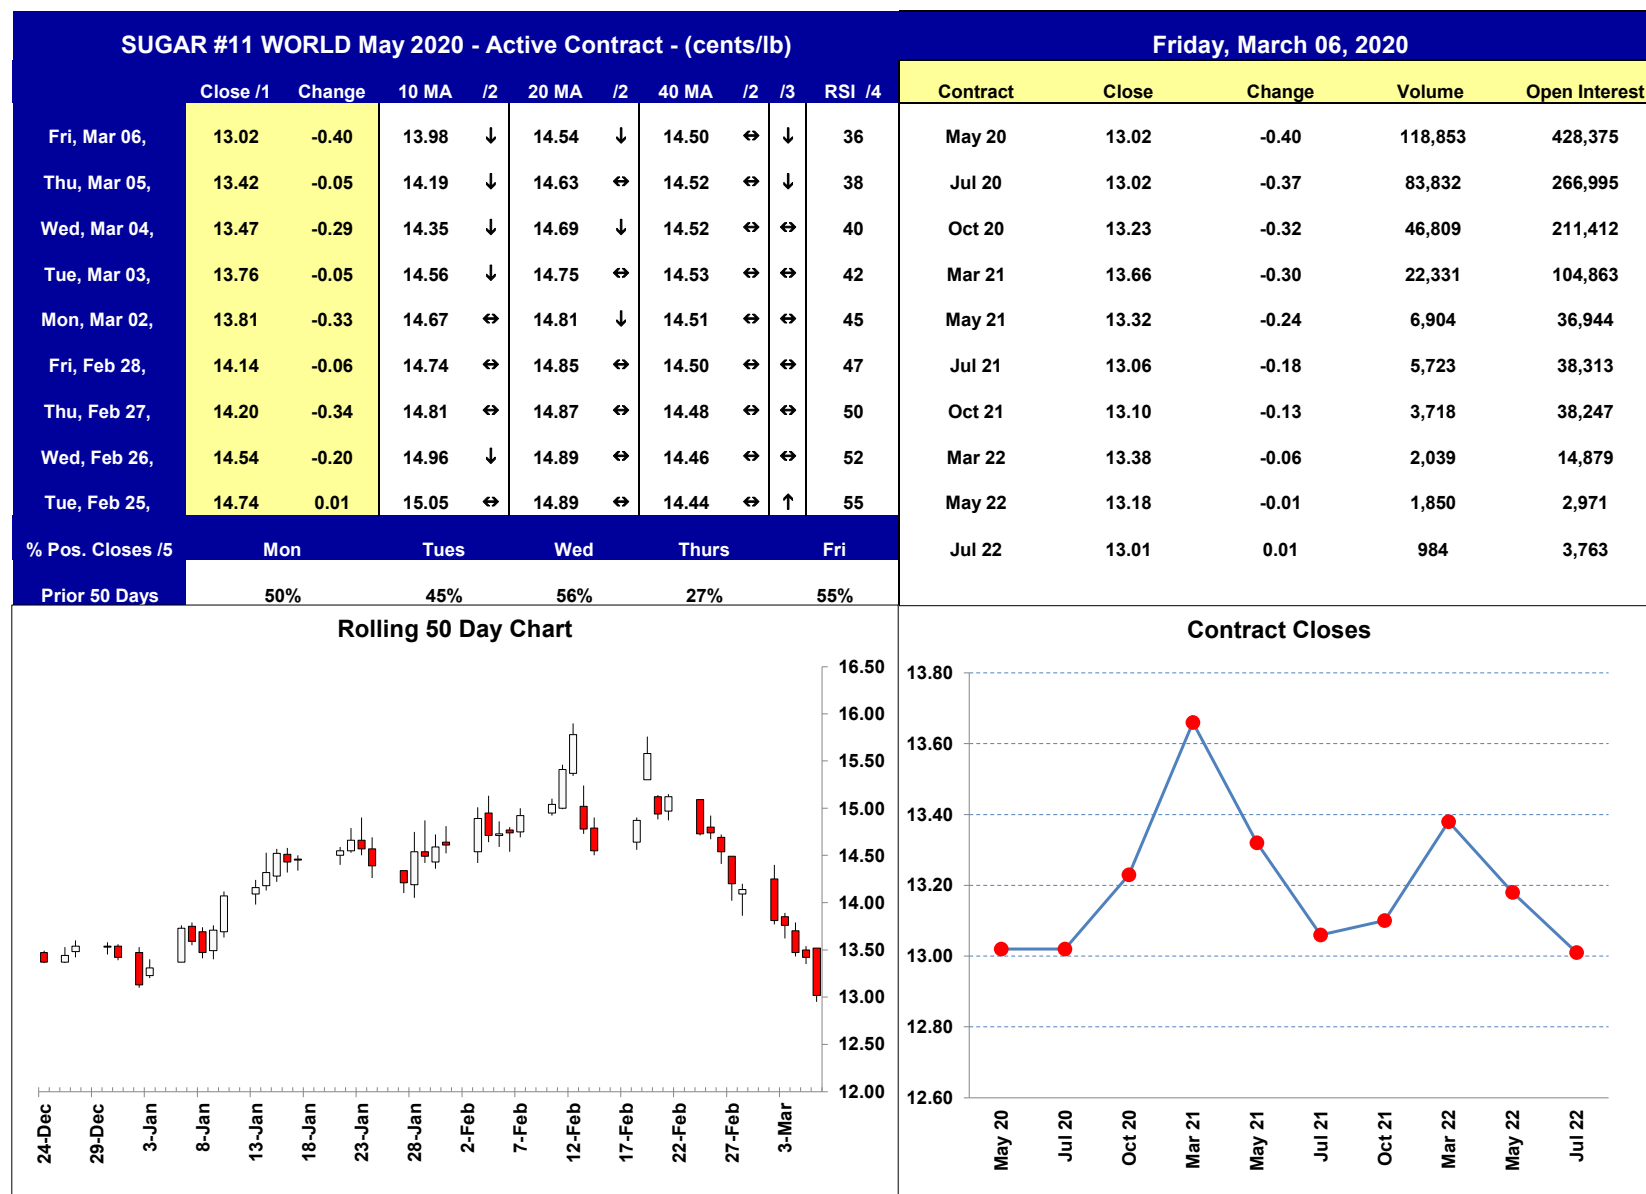 SUGAR #11 WORLD May 2020 - Active Contract - (cents/lb)
Close /1 Change 10 MA /2 20 MA /2 40 MA /2 /3 RSI /4
Fri, Mar 06, 13.02 -0.40 13.98 ↓ 14.54 ↓ 14.50 ⇔ ↓ 36
Thu, Mar 05, 13.42 -0.05 14.19 ↓ 14.63 ⇔ 14.52 ⇔ ↓ 38
Wed, Mar 04, 13.47 -0.29 14.35 ↓ 14.69 ↓ 14.52 ⇔ ⇔ 40
Tue, Mar 03, 13.76 -0.05 14.56 ↓ 14.75 ⇔ 14.53 ⇔ ⇔ 42
Mon, Mar 02, 13.81 -0.33 14.67 ⇔ 14.81 ↓ 14.51 ⇔ ⇔ 45
Fri, Feb 28, 14.14 -0.06 14.74 ⇔ 14.85 ⇔ 14.50 ⇔ ⇔ 47
Thu, Feb 27, 14.20 -0.34 14.81 ⇔ 14.87 ⇔ 14.48 ⇔ ⇔ 50
Wed, Feb 26, 14.54 -0.20 14.96 ↓ 14.89 ⇔ 14.46 ⇔ ⇔ 52
Tue, Feb 25, 14.74 0.01 15.05 ⇔ 14.89 ⇔ 14.44 ⇔ ↑ 55
% Pos. Closes /5 Mon Tues Wed Thurs Fri
Prior 50 Days 50% 45% 56% 27% 55%
Friday, March 06, 2020
Contract Close Change Volume Open Interest
May 20 13.02 -0.40 118,853 428,375
Jul 20 13.02 -0.37 83,832 266,995
Oct 20 13.23 -0.32 46,809 211,412
Mar 21 13.66 -0.30 22,331 104,863
May 21 13.32 -0.24 6,904 36,944
Jul 21 13.06 -0.18 5,723 38,313
Oct 21 13.10 -0.13 3,718 38,247
Mar 22 13.38 -0.06 2,039 14,879
May 22 13.18 -0.01 1,850 2,971
Jul 22 13.01 0.01 984 3,763
Rolling 50 Day Chart
16.50
16.00
15.50
15.00
14.50
14.00
13.50
13.00
12.50
12.00
24-Dec
29-Dec
3-Jan
8-Jan
13-Jan
18-Jan
23-Jan
28-Jan
2-Feb
7-Feb
12-Feb
17-Feb
22-Feb
27-Feb
3-Mar
Contract Closes
13.80
13.60
13.40
13.20
13.00
12.80
12.60
May 20
Jul 20
Oct 20
Mar 21
May 21
Jul 21
Oct 21
Mar 22
May 22
Jul 22